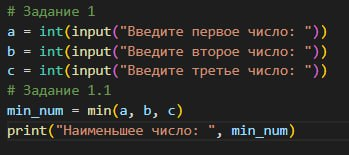 # Задание 1
a = int(input("Введите первое число: "))
b = int(input("Введите второе число: "))
c = int(input("Введите третье число: "))
# Задание 1.1
min_num = min(a, b, c)
print("Наименьшее число: ", min_num)